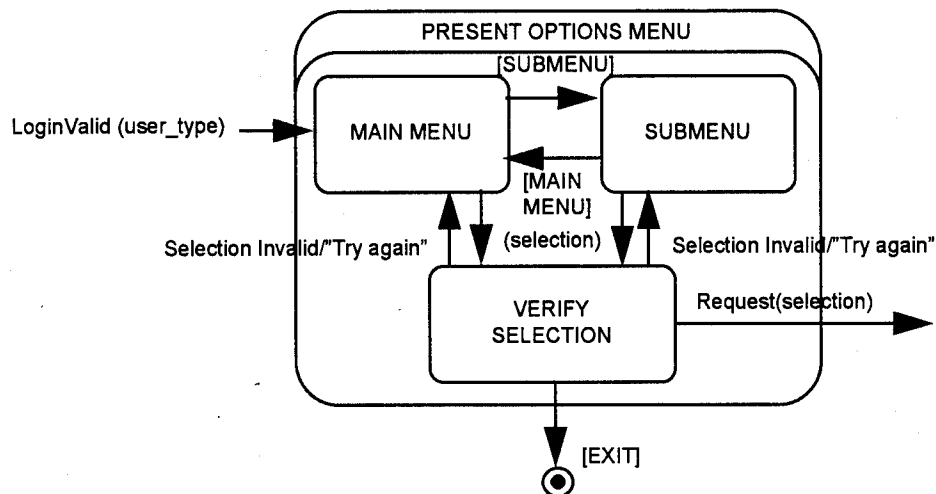 PRESENT OPTIONS MENU
[SUBMENU]
LoginValid (user_type)
MAIN MENU
SUBMENU
[MAIN
MENU]
Selection Invalid/"Try again"
(selection)
Selection Invalid/"Try again"
VERIFY
SELECTION
Request(selection)
[EXIT]